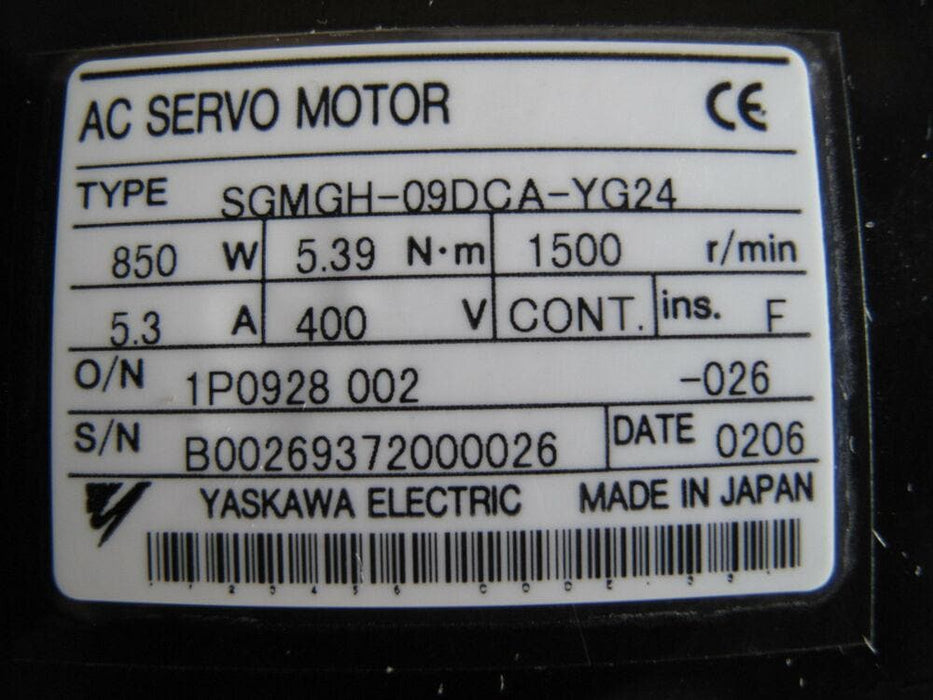 AC SERVO MOTOR CE
TYPE SGMGH-09DCA-YG24
850 W 5.39 N·m 1500 r/min
5.3 A 400 V CONT. ins. F
O/N 1P0928 002 -026
S/N B00269372000026 DATE 0206
YASKAWA ELECTRIC MADE IN JAPAN